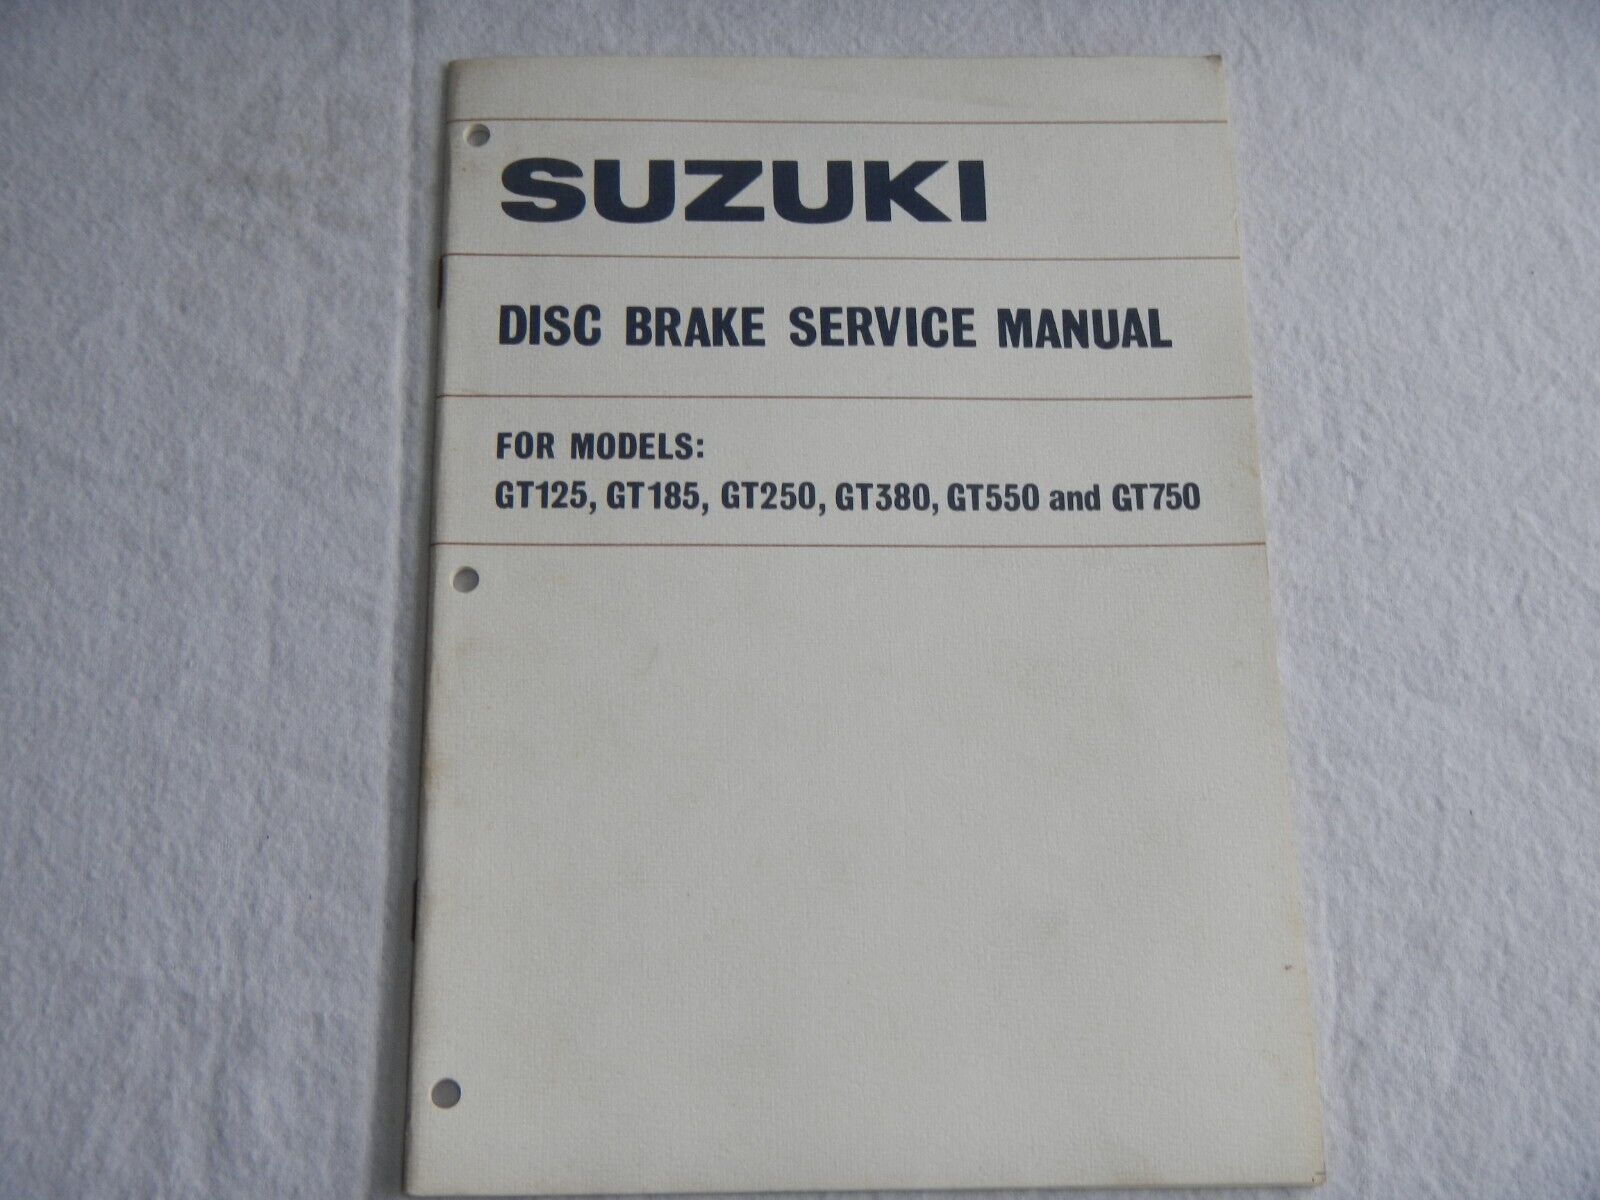 SUZUKI
DISC BRAKE SERVICE MANUAL
FOR MODELS:
GT125, GT185, GT250, GT380, GT550 and GT750